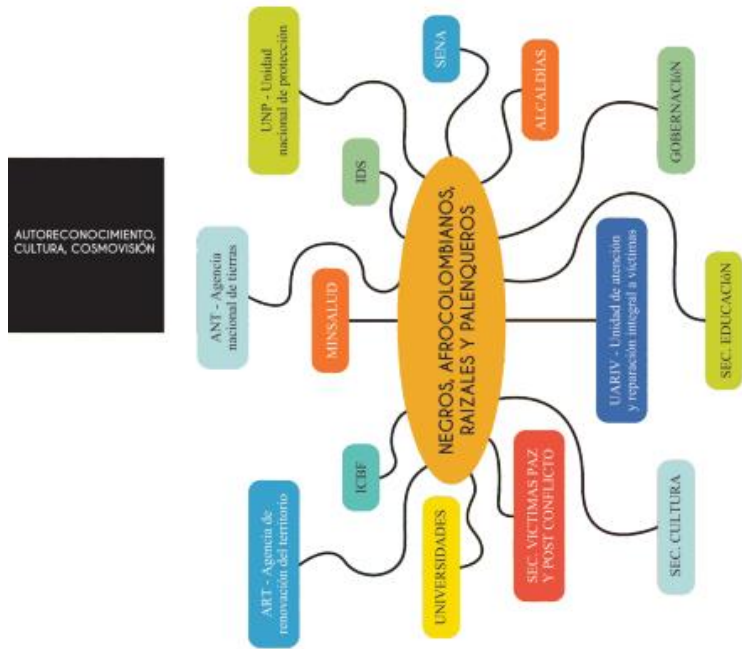 AUTORECONOCIMIENTO,
CULTURA, COSMOVISIÓN
ART - Agencia de
renovación del territorio
ANT - Agencia
nacional de tierras
UNP - Unidad
nacional de protección
ICBF
MINSALUD
IDS
SENA
UNIVERSIDADES
NEGROS, AFROCOLOMBIANOS,
RAIZALES Y PALENQUEROS
ALCALDÍAS
SEC. VICTIMAS PAZ
Y POST CONFLICTO
UARIV - Unidad de atención
y reparación integral a víctimas
GOBERNACIóN
SEC. CULTURA
SEC. EDUCACIóN